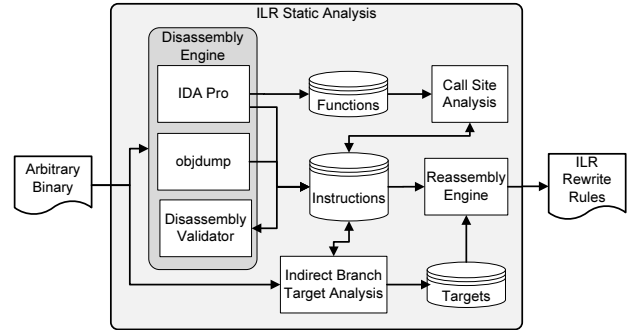 ILR Static Analysis
Disassembly
Engine
IDA Pro
Functions
Call Site
Analysis
Arbitrary
Binary
objdump
Instructions
Reassembly
Engine
ILR
Rewrite
Rules
Disassembly
Validator
Indirect Branch
Target Analysis
Targets